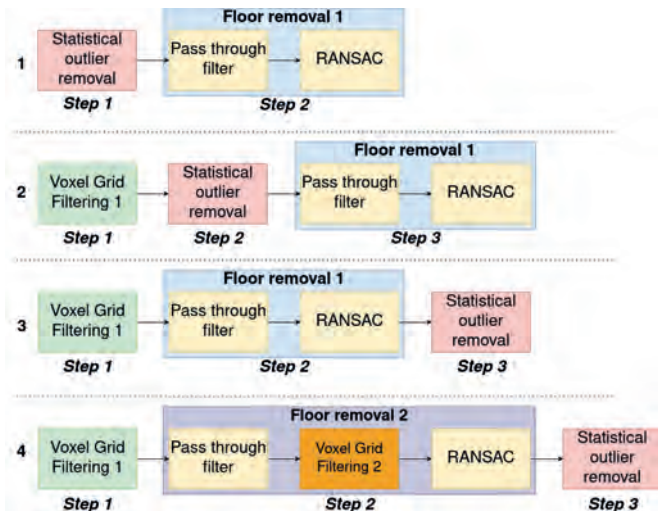 Floor removal 1
1
Statistical
outlier
removal
Pass through
filter
RANSAC
Step 1
Step 2
Floor removal 1
2
Voxel Grid
Filtering 1
Statistical
outlier
removal
Pass through
filter
RANSAC
Step 1
Step 2
Step 3
Floor removal 1
3
Voxel Grid
Filtering 1
Pass through
filter
RANSAC
Statistical
outlier
removal
Step 1
Step 2
Step 3
Floor removal 2
4
Voxel Grid
Filtering 1
Pass through
filter
Voxel Grid
Filtering 2
RANSAC
Statistical
outlier
removal
Step 1
Step 2
Step 3